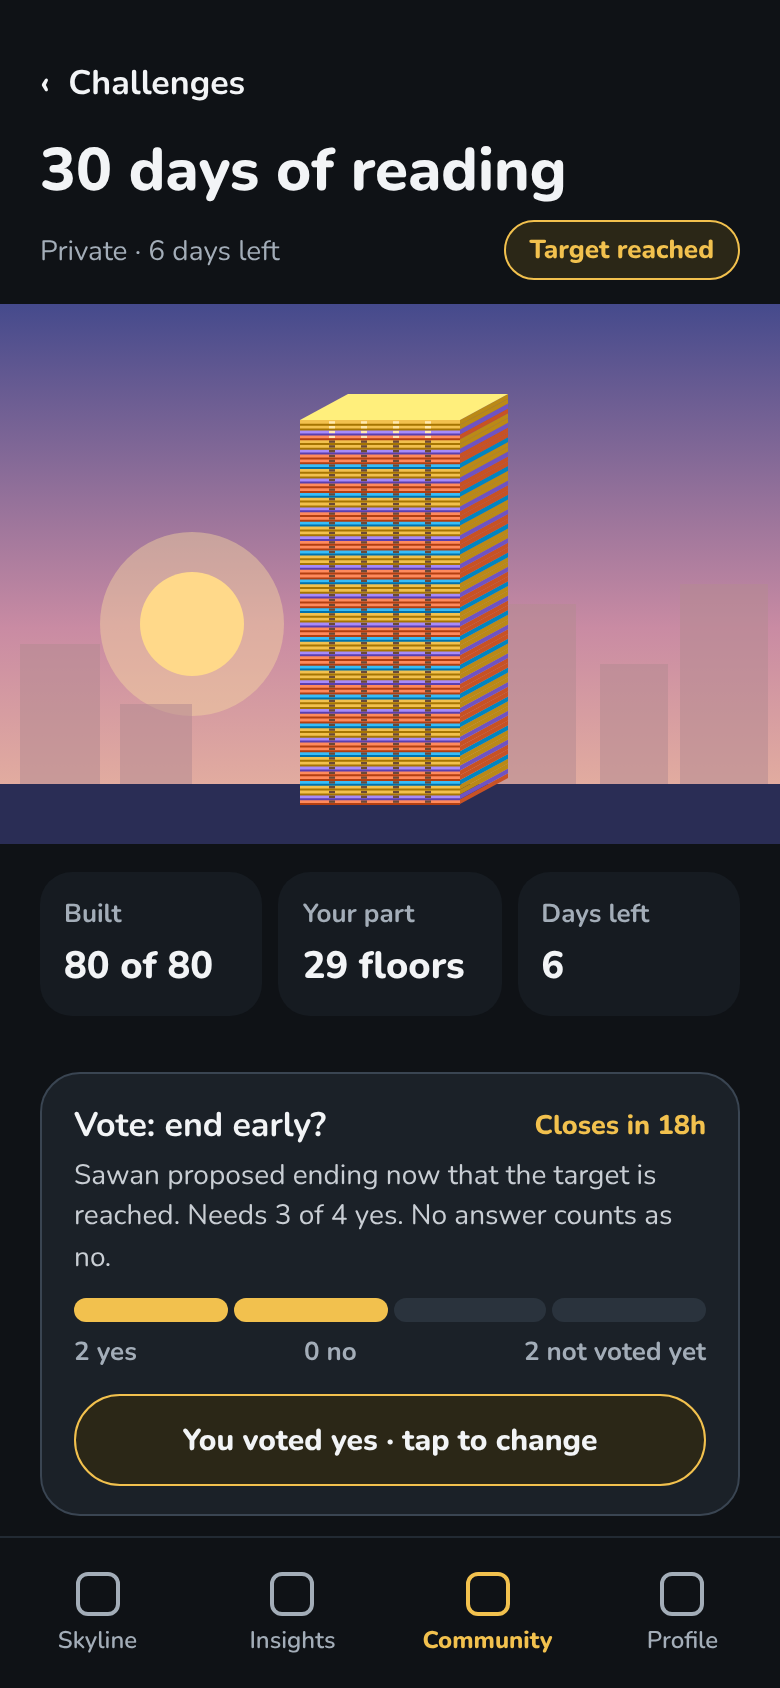 ‹ Challenges
30 days of reading
Private · 6 days left
Target reached
Built
80 of 80
Your part
29 floors
Days left
6
Vote: end early?
Closes in 18h
Sawan proposed ending now that the target is
reached. Needs 3 of 4 yes. No answer counts as
no.
2 yes
0 no
2 not voted yet
You voted yes · tap to change
Skyline
Insights
Community
Profile